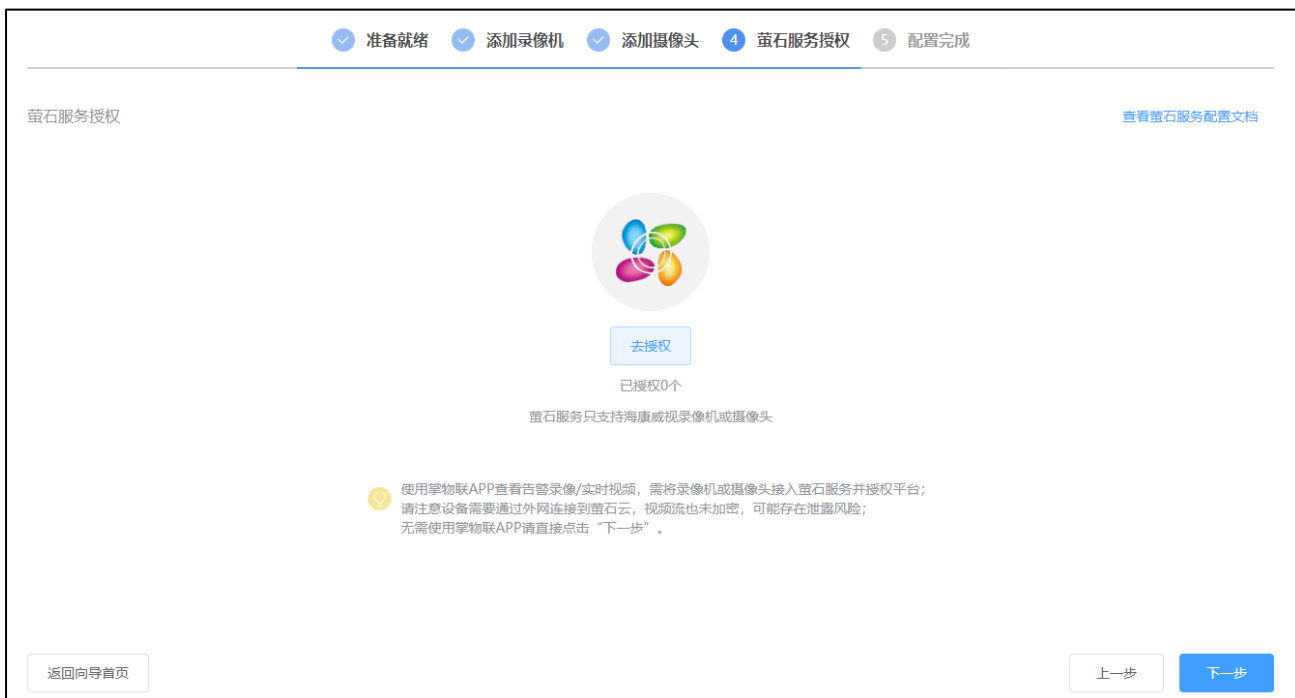 准备就绪 添加录像机 添加摄像头 4 萤石服务授权 5 配置完成
萤石服务授权 查看萤石服务配置文档
去授权
已授权0个
萤石服务只支持海康威视录像机或摄像头
使用掌物联APP查看告警录像/实时视频，需将录像机或摄像头接入萤石服务并授权平台；
请注意设备需要通过外网连接到萤石云，视频流也未加密，可能存在泄露风险；
无需使用掌物联APP请直接点击“下一步”。
返回向导首页 上一步 下一步